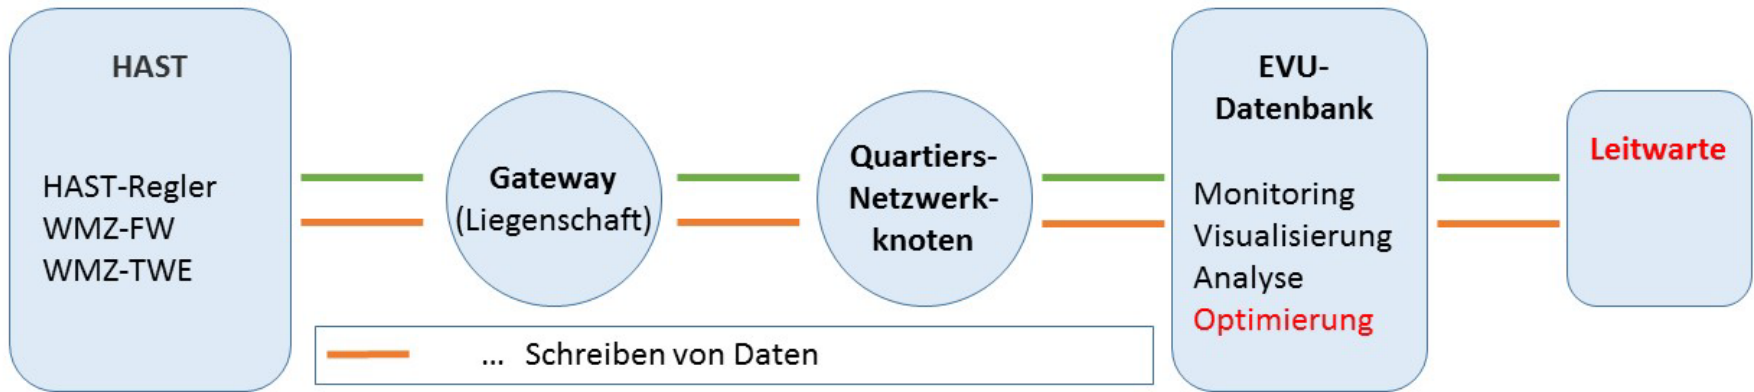 HAST
HAST-Regler
WMZ-FW
WMZ-TWE
Gateway
(Liegenschaft)
Quartiers-
Netzwerk-
knoten
EVU-
Datenbank
Monitoring
Visualisierung
Analyse
Optimierung
Leitwarte
... Schreiben von Daten